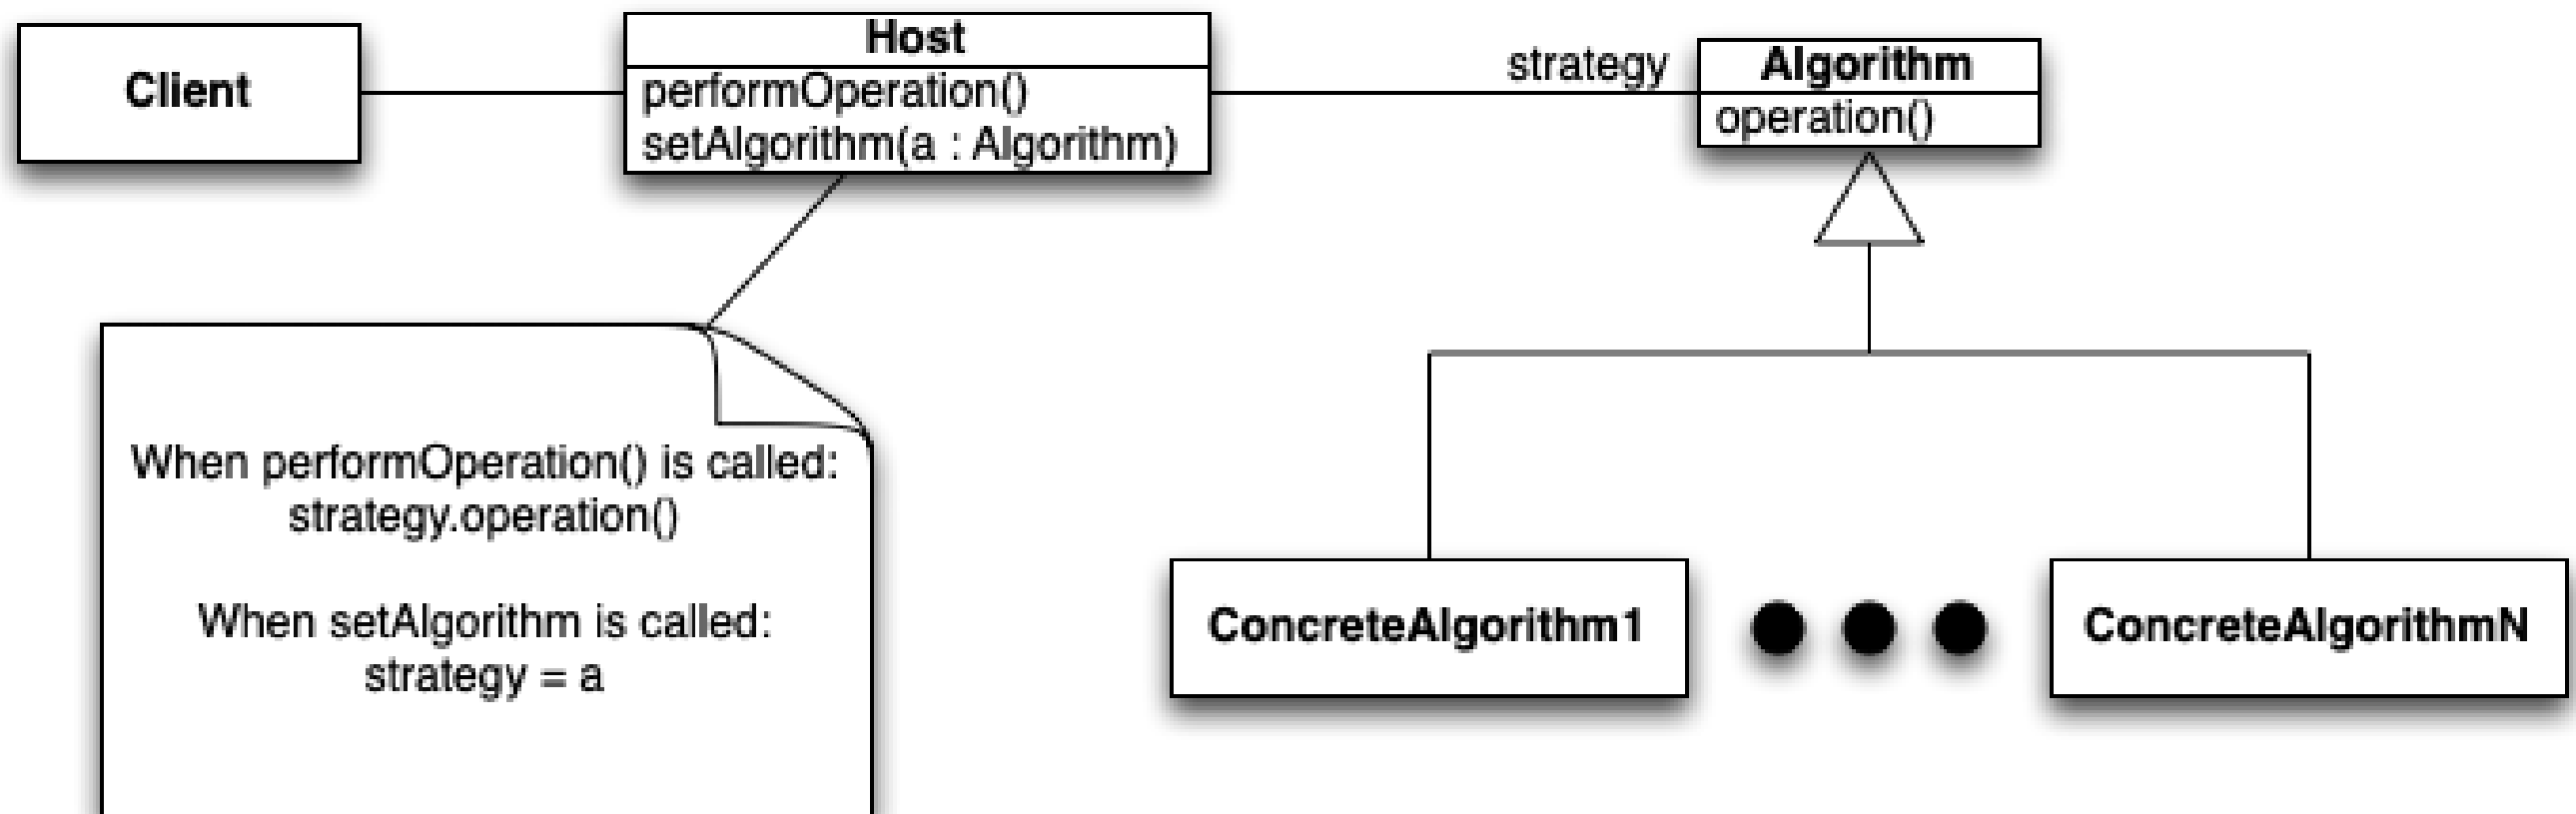 Client
Host
performOperation()
setAlgorithm(a : Algorithm)
strategy
Algorithm
operation()
When performOperation() is called:
strategy.operation()
When setAlgorithm is called:
strategy = a
ConcreteAlgorithm1
ConcreteAlgorithmN